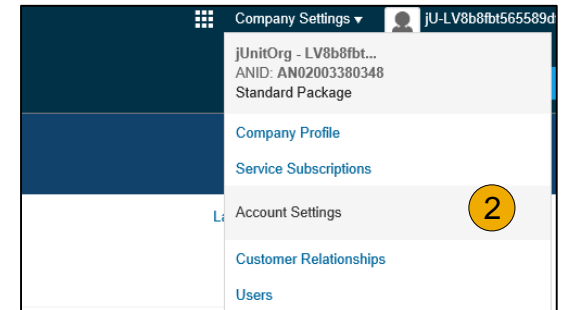 Company Settings ▾ jU-LV8b8fbt565589d
jUnitOrg - LV8b8fbt...
ANID: AN02003380348
Standard Package
Company Profile
Service Subscriptions
La
Account Settings 2
Customer Relationships
Users